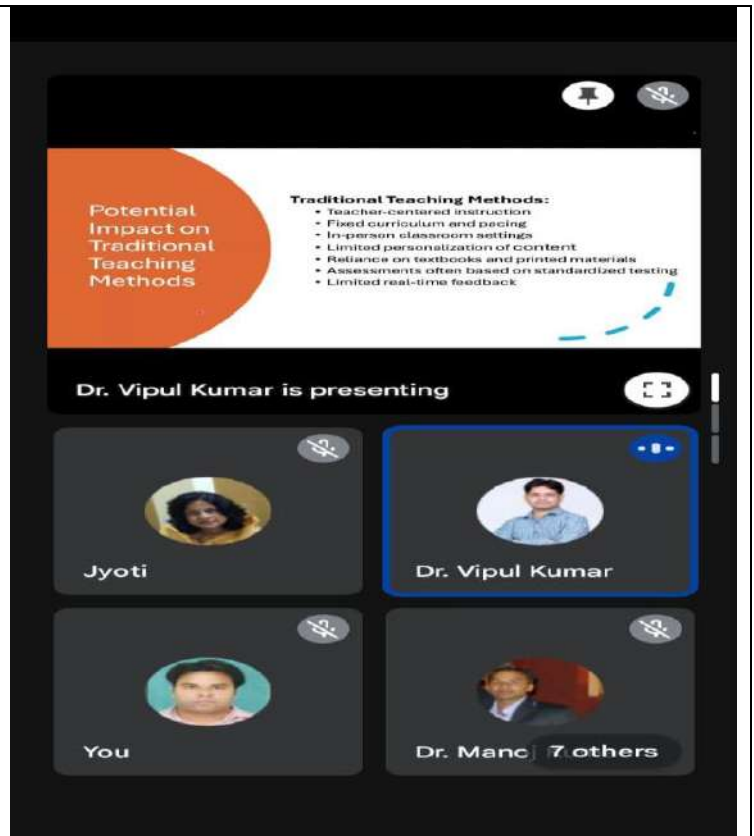 Potential
Impact on
Traditional
Teaching
Methods
Traditional Teaching Methods:
• Teacher-centered instruction
• Fixed curriculum and pacing
• In-person classroom settings
• Limited personalization of content
• Reliance on textbooks and printed materials
• Assessments often based on standardized testing
• Limited real-time feedback
Dr. Vipul Kumar is presenting
Jyoti
Dr. Vipul Kumar
You
Dr. Manoj
7 others